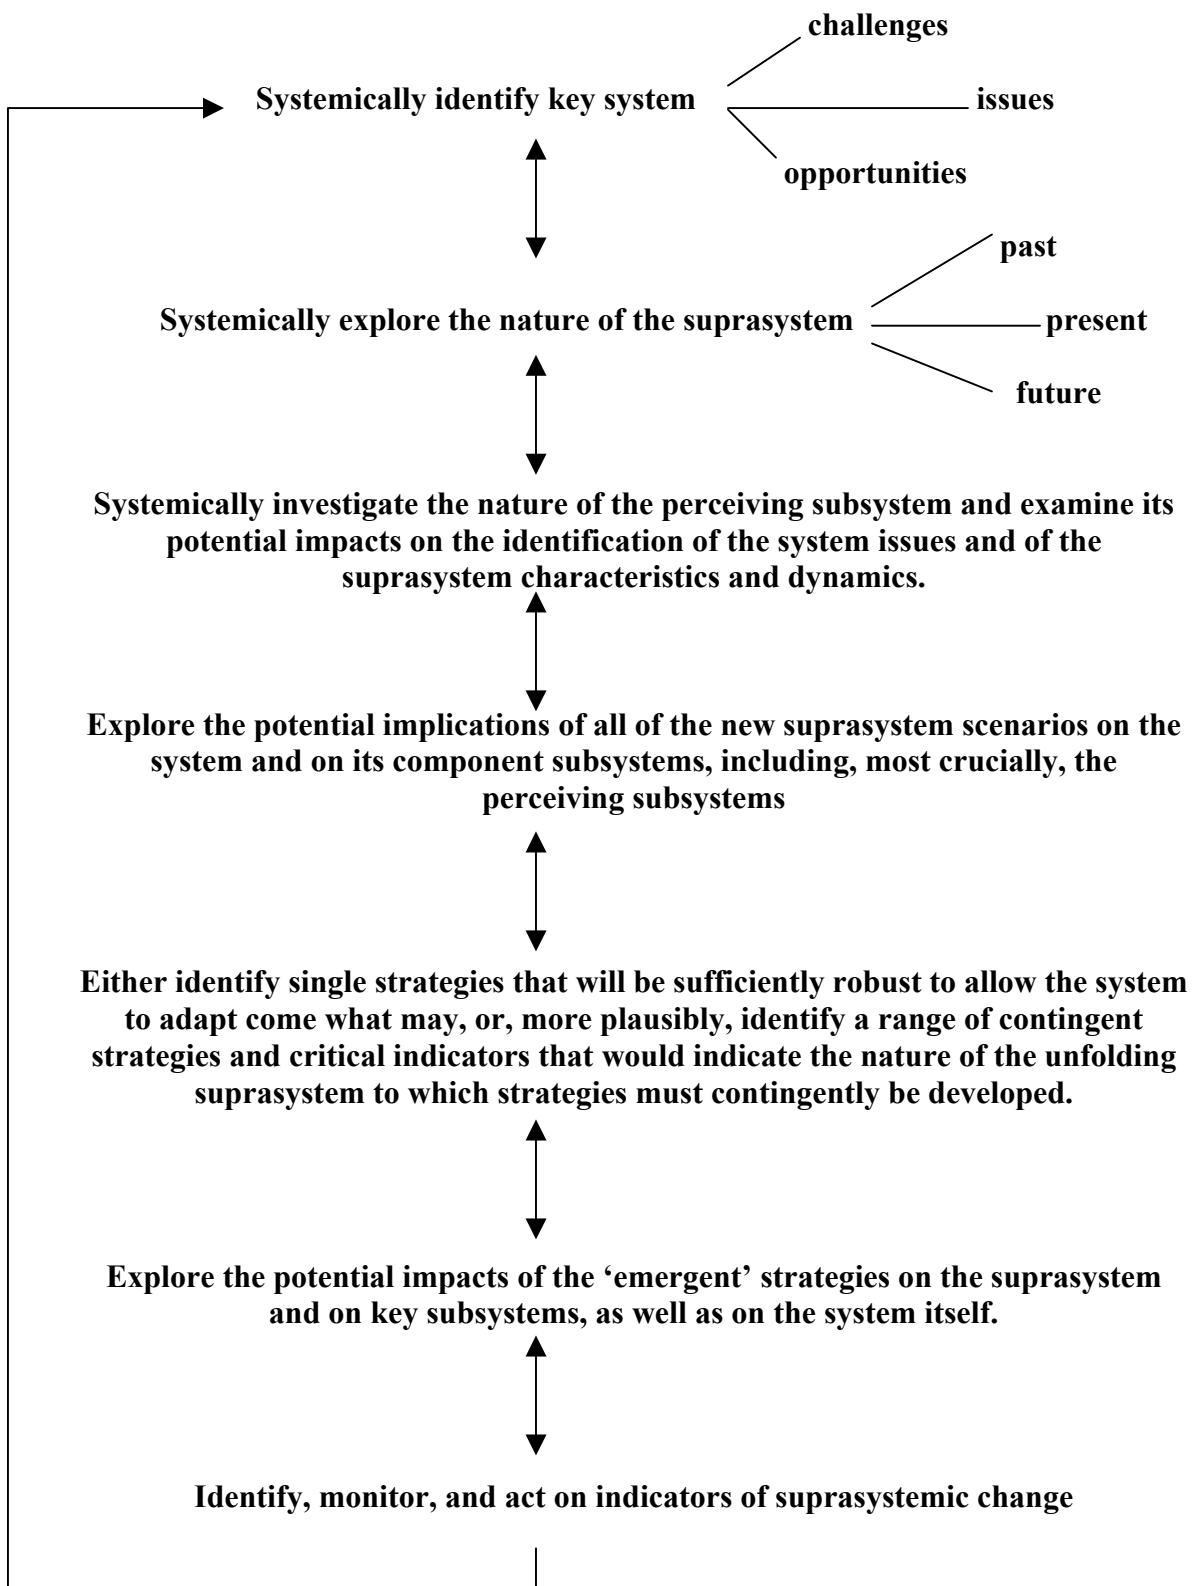 challenges
Systemically identify key system
issues
opportunities
past
Systemically explore the nature of the suprasystem
present
future
Systemically investigate the nature of the perceiving subsystem and examine its
potential impacts on the identification of the system issues and of the
suprasystem characteristics and dynamics.
Explore the potential implications of all of the new suprasystem scenarios on the
system and on its component subsystems, including, most crucially, the
perceiving subsystems
Either identify single strategies that will be sufficiently robust to allow the system
to adapt come what may, or, more plausibly, identify a range of contingent
strategies and critical indicators that would indicate the nature of the unfolding
suprasystem to which strategies must contingently be developed.
Explore the potential impacts of the ‘emergent’ strategies on the suprasystem
and on key subsystems, as well as on the system itself.
Identify, monitor, and act on indicators of suprasystemic change